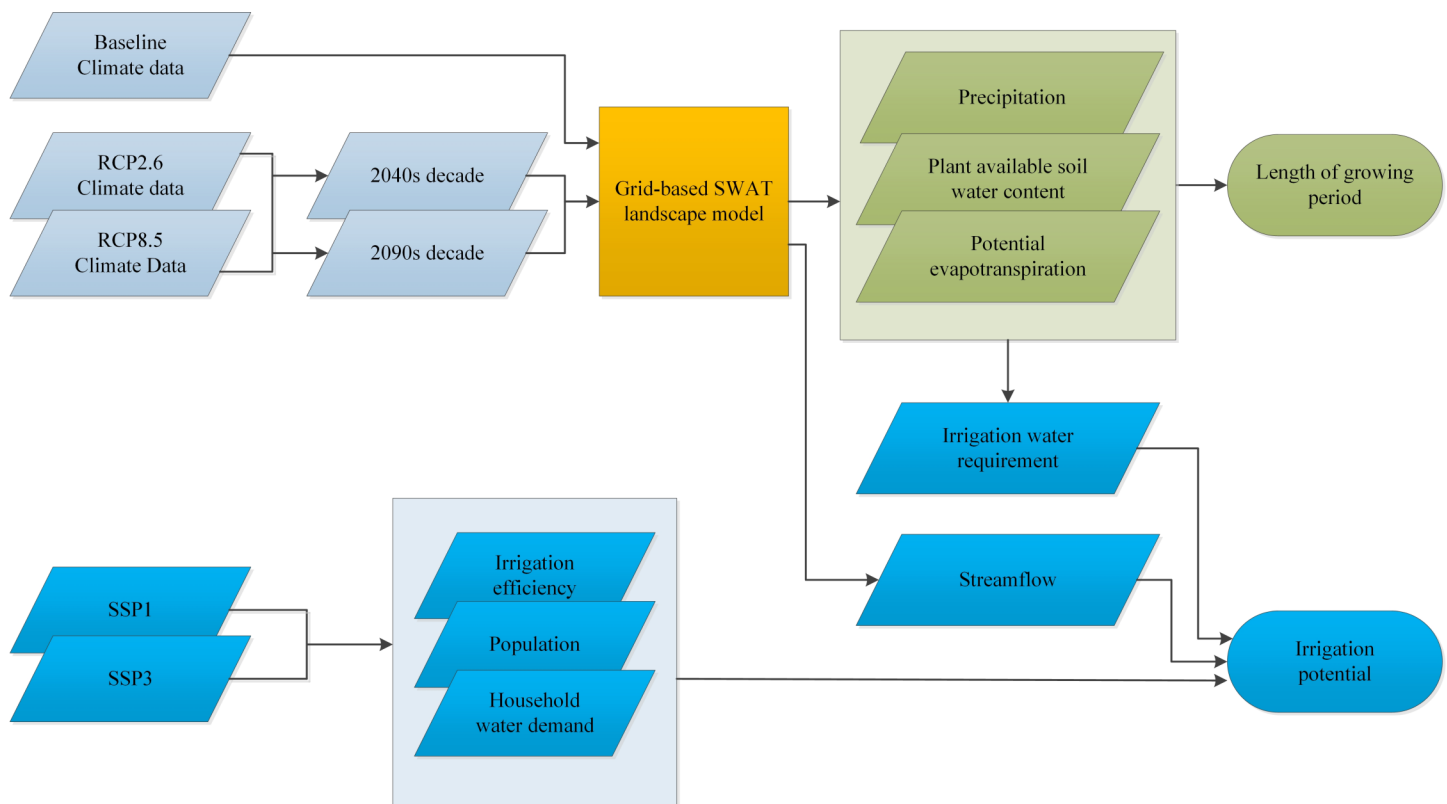 Baseline
Climate data
RCP2.6
Climate data
RCP8.5
Climate Data
2040s decade
2090s decade
Grid-based SWAT
landscape model
Precipitation
Plant available soil
water content
Potential
evapotranspiration
Length of growing
period
Irrigation water
requirement
Streamflow
SSP1
SSP3
Irrigation
efficiency
Population
Household
water demand
Irrigation
potential